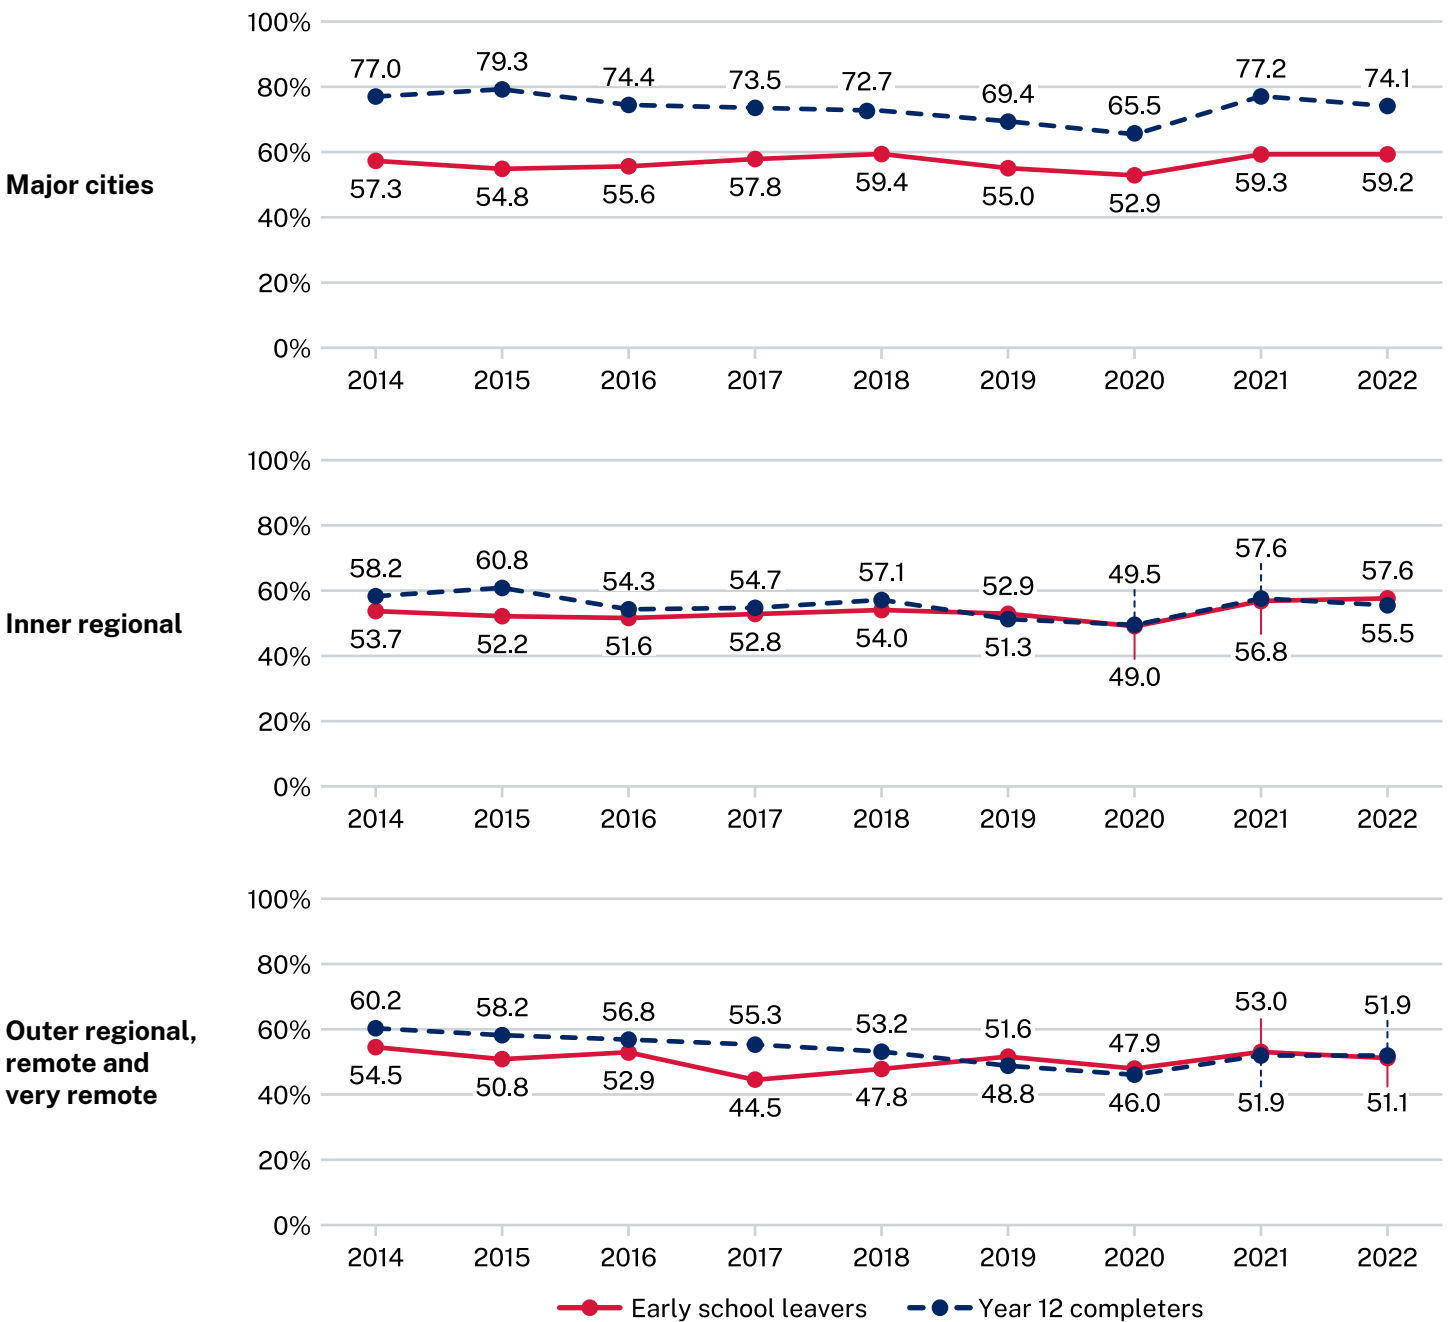 100%
77.0 79.3 74.4 73.5 72.7 69.4 65.5 77.2 74.1
80%
60%
Major cities
57.3 54.8 55.6 57.8 59.4 55.0 52.9 59.3 59.2
40%
20%
0%
2014 2015 2016 2017 2018 2019 2020 2021 2022
100%
80%
58.2 60.8 54.3 54.7 57.1 52.9 49.5 57.6 57.6
60%
Inner regional
53.7 52.2 51.6 52.8 54.0 51.3 49.0 56.8 55.5
40%
20%
0%
2014 2015 2016 2017 2018 2019 2020 2021 2022
100%
80%
60.2 58.2 56.8 55.3 53.2 51.6 47.9 53.0 51.9
60%
Outer regional,
remote and
very remote
54.5 50.8 52.9 44.5 47.8 48.8 46.0 51.9 51.1
40%
20%
0%
2014 2015 2016 2017 2018 2019 2020 2021 2022
Early school leavers Year 12 completers